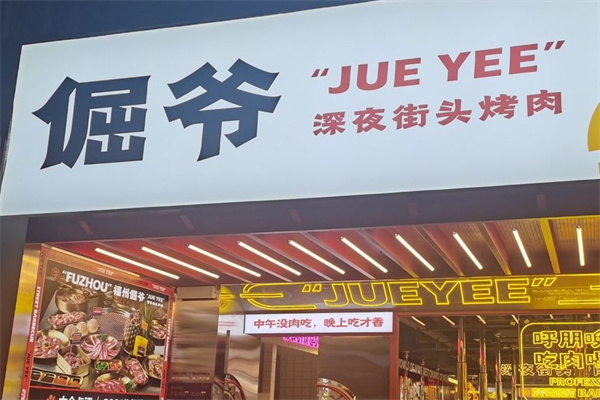 倔爷
“JUE YEE”
深夜街头烤肉
“FUZHOU”福州倔爷“JUE YEE”
“JUEYEE”
中午没肉吃，晚上吃才香
呼朋唤
吃肉喝